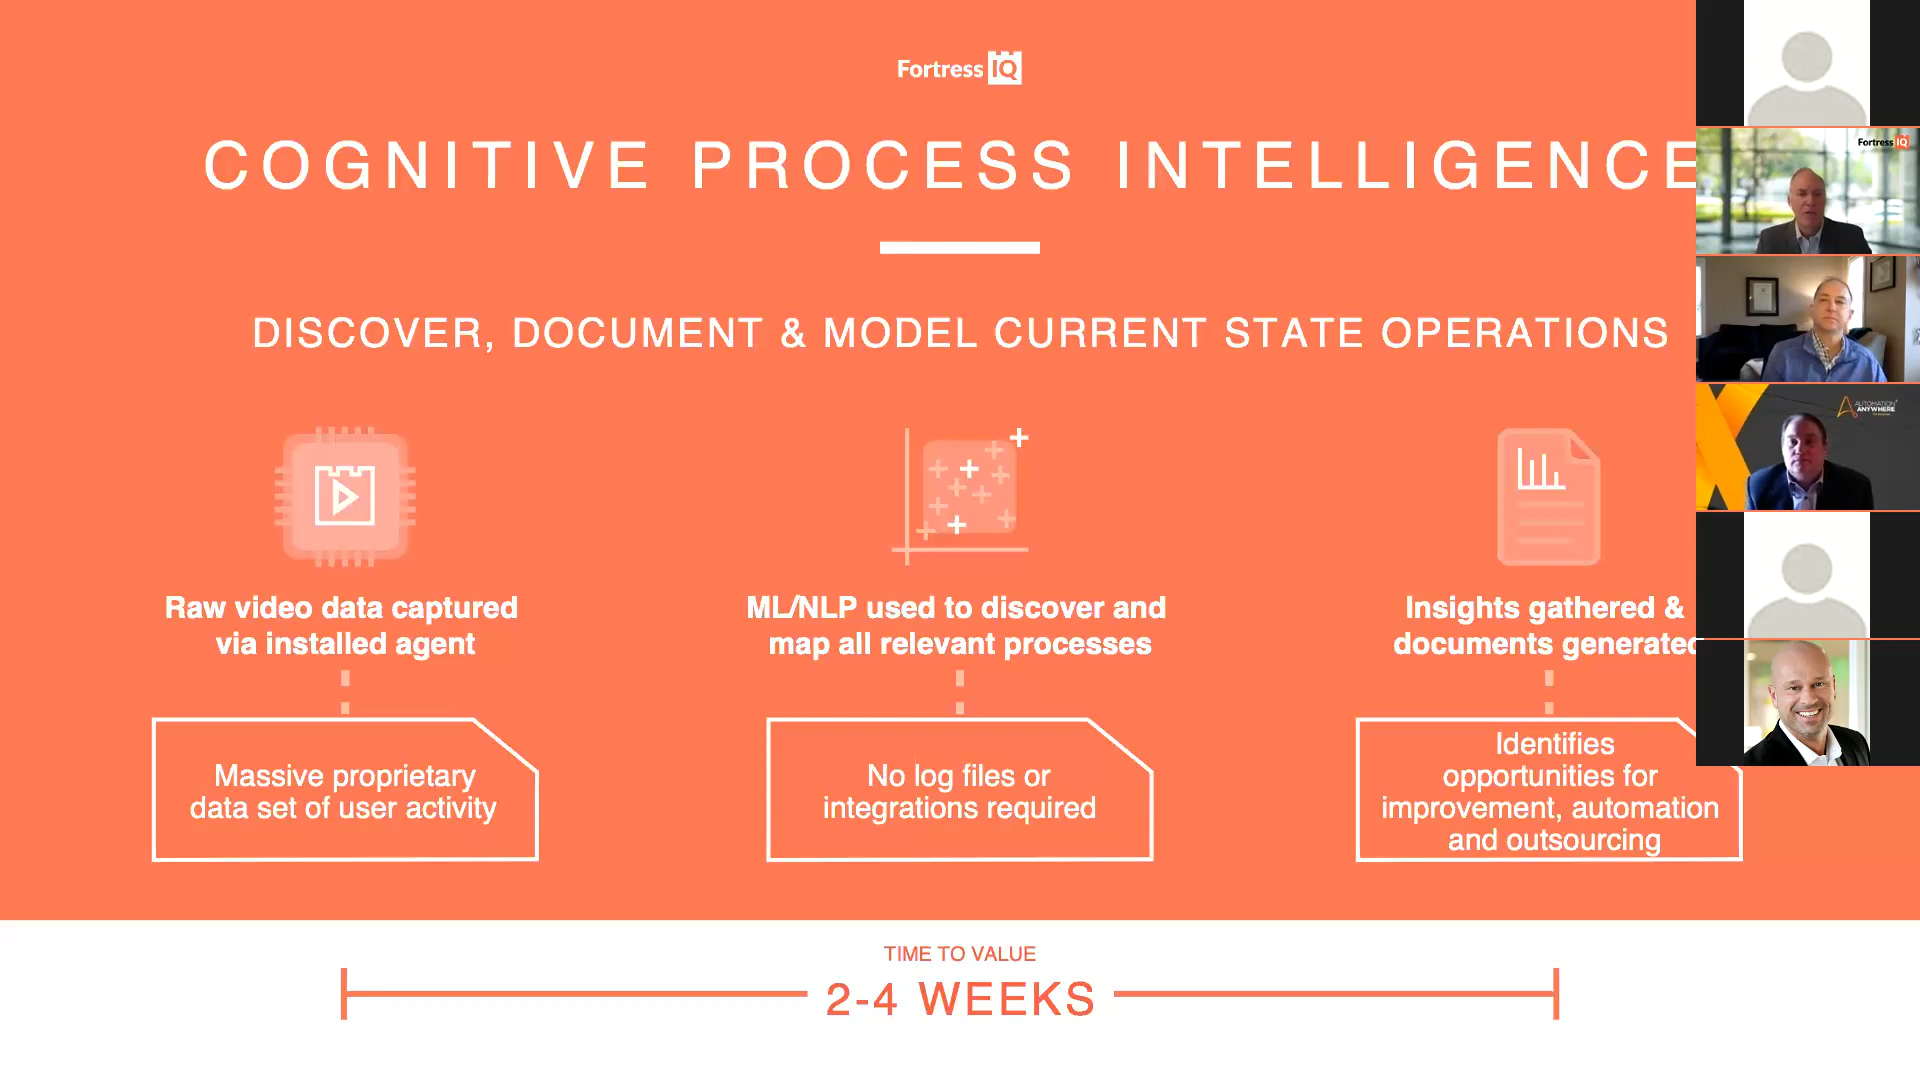 Fortress IQ
COGNITIVE PROCESS INTELLIGENCE
DISCOVER, DOCUMENT & MODEL CURRENT STATE OPERATIONS
Raw video data captured
via installed agent
Massive proprietary
data set of user activity
ML/NLP used to discover and
map all relevant processes
No log files or
integrations required
Insights gathered &
documents generated
Identifies
opportunities for
improvement, automation
and outsourcing
TIME TO VALUE
2-4 WEEKS
Fortress IQ
AUTOMATION
ANYWHERE